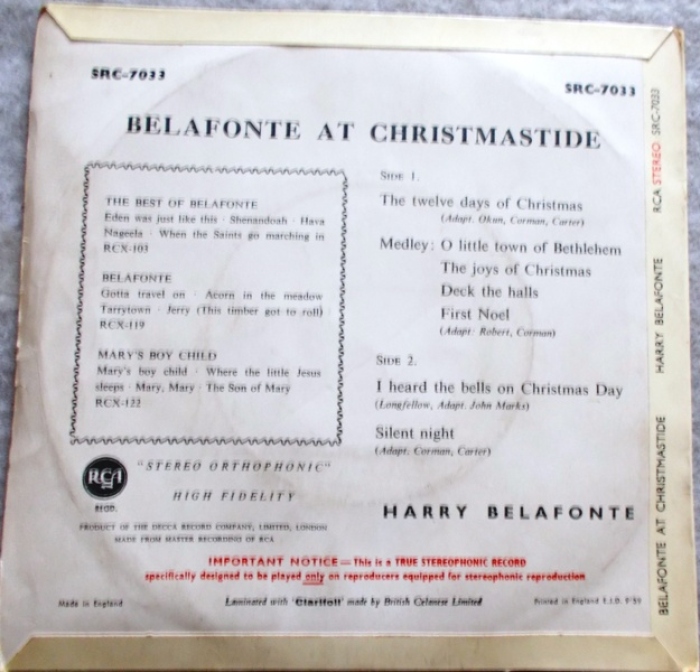 SRC-7033
SRC-7033
BELAFONTE AT CHRISTMASTIDE
THE BEST OF BELAFONTE
Eden was just like this · Shenandoah · Hava
Nageela · When the Saints go marching in
RCX-103
BELAFONTE
Gotta travel on · Acorn in the meadow
Tarrytown · Jerry (This timber got to roll)
RCX-119
MARY'S BOY CHILD
Mary's boy child · Where the little Jesus
sleeps · Mary, Mary · The Son of Mary
RCX-122
SIDE 1.
The twelve days of Christmas
(Adapt. Okun, Corman, Carter)
Medley: O little town of Bethlehem
The joys of Christmas
Deck the halls
First Noel
(Adapt: Robert, Corman)
SIDE 2.
I heard the bells on Christmas Day
(Longfellow, Adapt. John Marks)
Silent night
(Adapt: Corman, Carter)
RCA
REGD.
"STEREO ORTHOPHONIC"
HIGH FIDELITY
PRODUCT OF THE DECCA RECORD COMPANY, LIMITED, LONDON
MADE FROM MASTER RECORDING OF RCA
HARRY BELAFONTE
IMPORTANT NOTICE—This is a TRUE STEREOPHONIC RECORD
specifically designed to be played only on reproducers equipped for stereophonic reproduction
Made in England
Laminated with 'Clarifoil' made by British Celanese Limited
Printed in England E.J.D. 9'59
BELAFONTE AT CHRISTMASTIDE HARRY BELAFONTE RCA STEREO SRC-7033